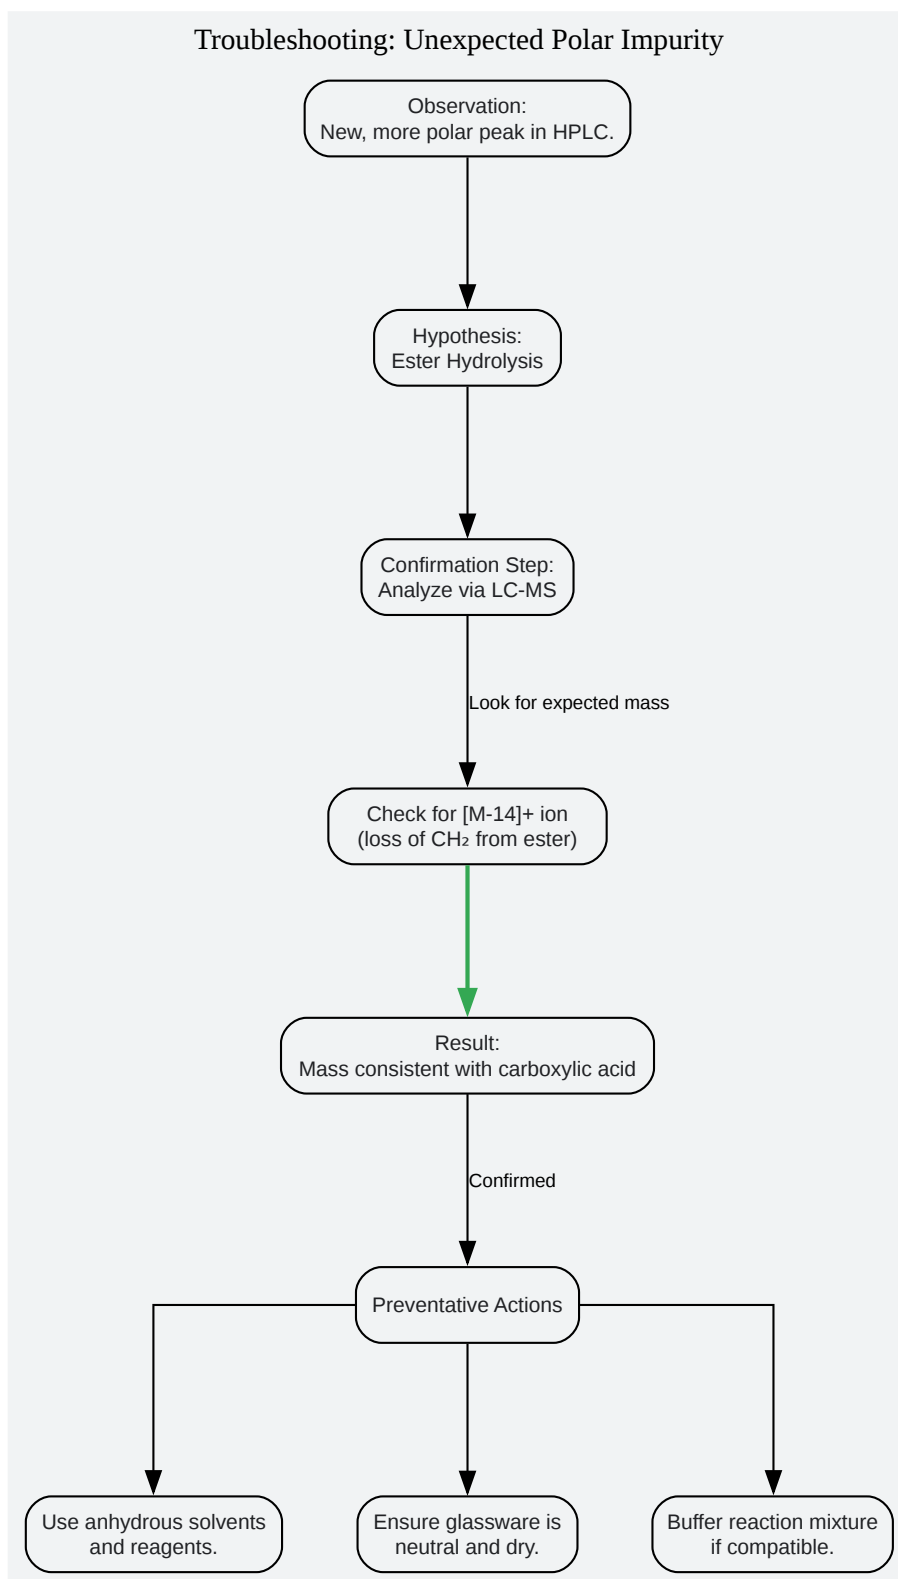 Troubleshooting: Unexpected Polar Impurity
Observation:
New, more polar peak in HPLC.
Hypothesis:
Ester Hydrolysis
Confirmation Step:
Analyze via LC-MS
Look for expected mass
Check for [M-14]+ ion
(loss of CH₂ from ester)
Result:
Mass consistent with carboxylic acid
Confirmed
Preventative Actions
Use anhydrous solvents
and reagents.
Ensure glassware is
neutral and dry.
Buffer reaction mixture
if compatible.